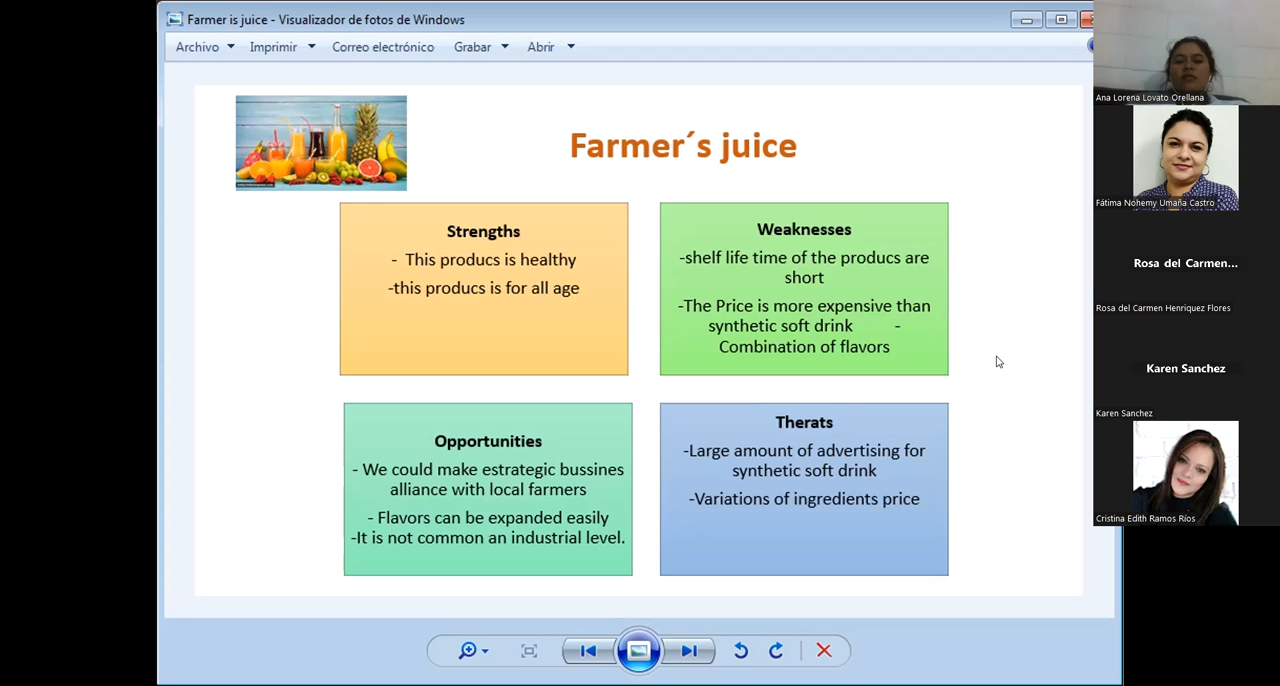 Farmer is juice - Visualizador de fotos de Windows
Archivo Imprimir Correo electrónico Grabar Abrir
Farmer´s juice
Strengths
- This producs is healthy
-this producs is for all age
Weaknesses
-shelf life time of the producs are
short
-The Price is more expensive than
synthetic soft drink -
Combination of flavors
Opportunities
- We could make estrategic bussines
alliance with local farmers
- Flavors can be expanded easily
-It is not common an industrial level.
Therats
-Large amount of advertising for
synthetic soft drink
-Variations of ingredients price
Ana Lorena Lovato Orellana
Fátima Nohemy Umaña Castro
Rosa del Carmen...
Rosa del Carmen Henriquez Flores
Karen Sanchez
Karen Sanchez
Cristina Edith Ramos Ríos